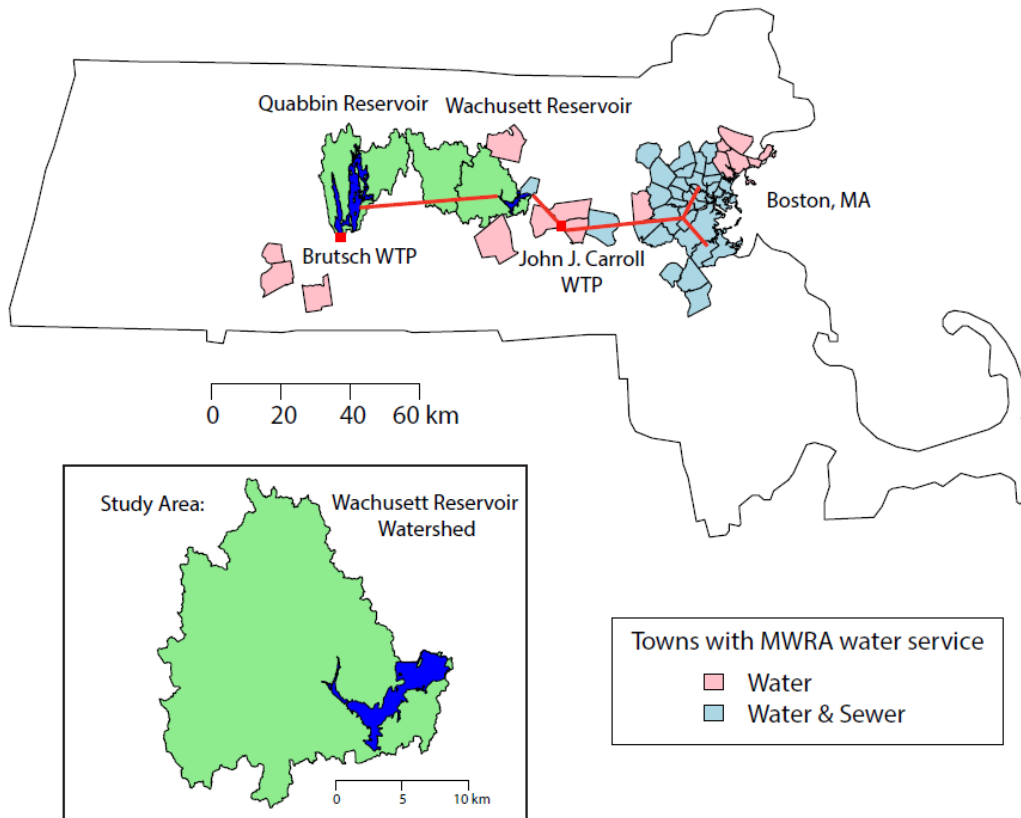 Quabbin Reservoir
Wachusett Reservoir
Boston, MA
Brutsch WTP
John J. Carroll
WTP
0 20 40 60 km
Study Area:
Wachusett Reservoir
Watershed
0 5 10 km
Towns with MWRA water service
Water
Water & Sewer